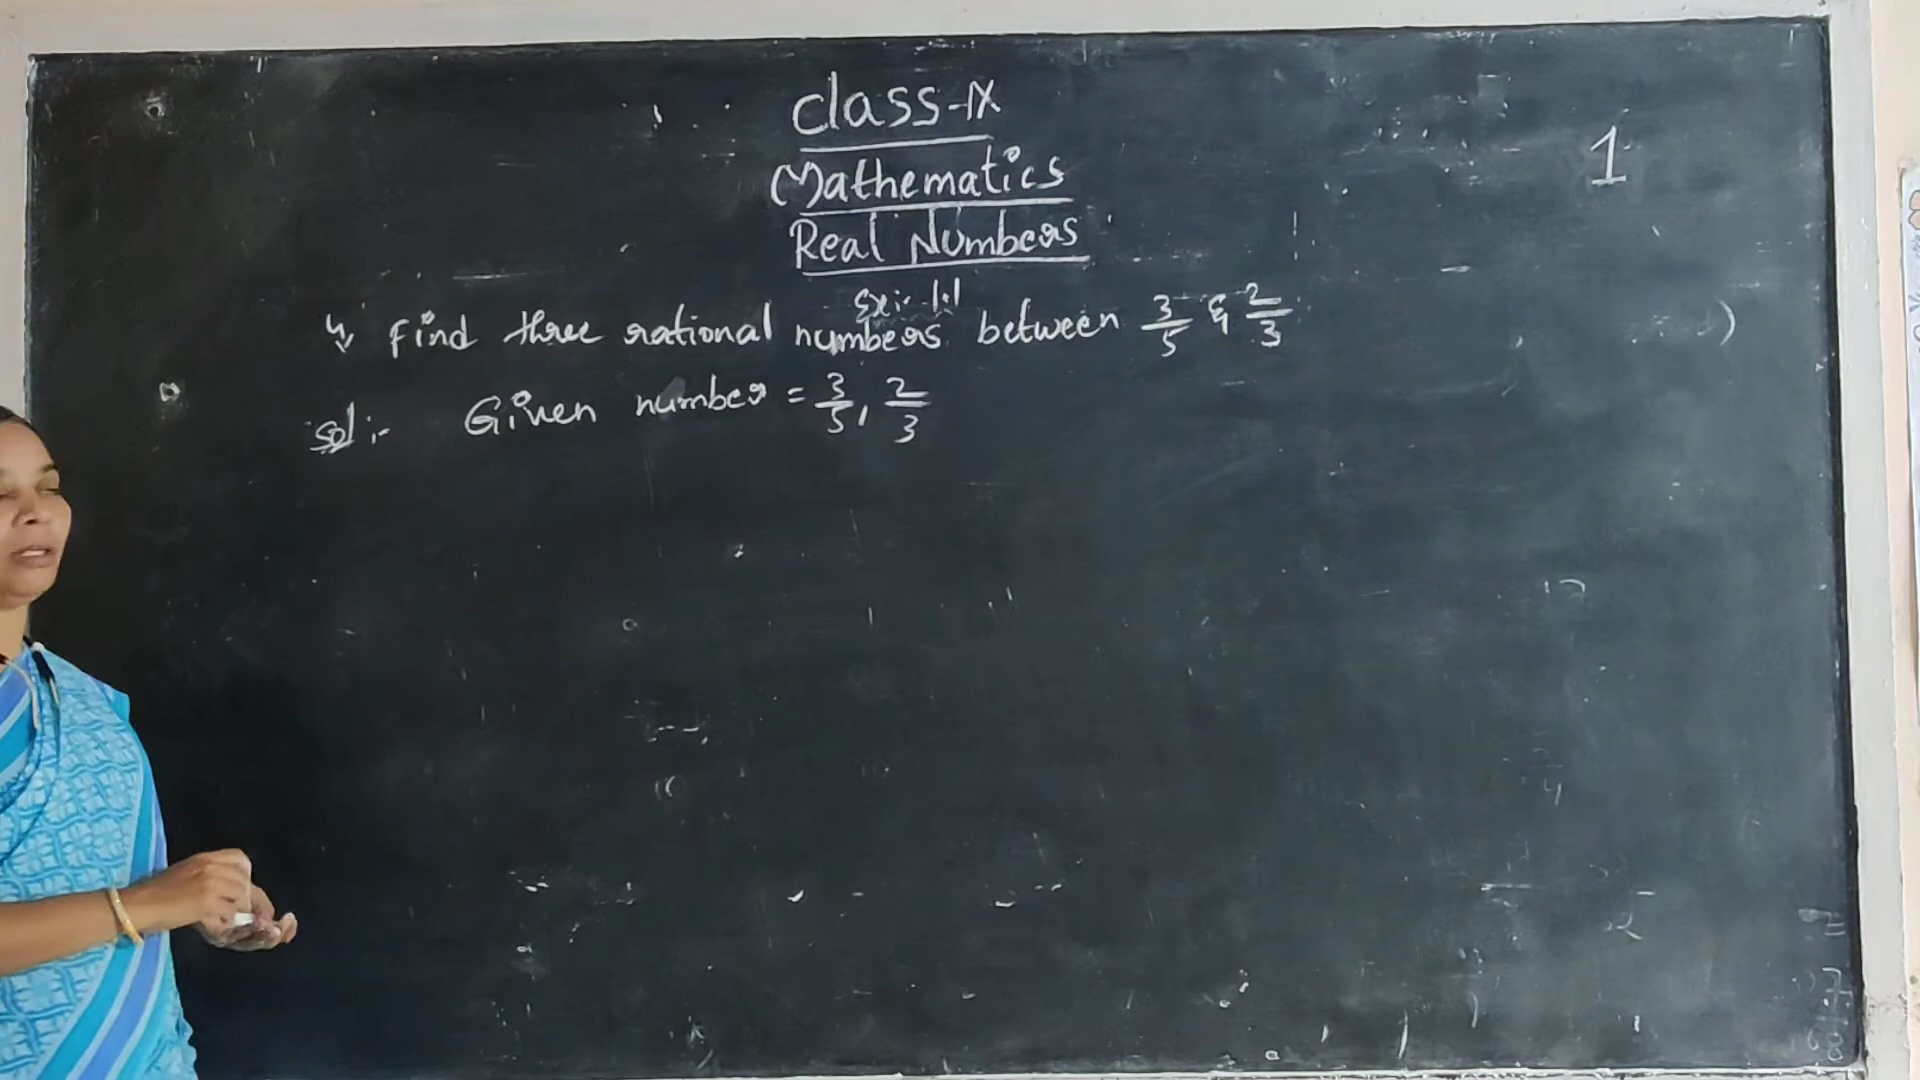 Class-IX
1
Mathematics
Real Numbers
Ex:- 1.1
4) Find three rational numbers between 3/5 & 2/3
Sol:- Given number = 3/5, 2/3